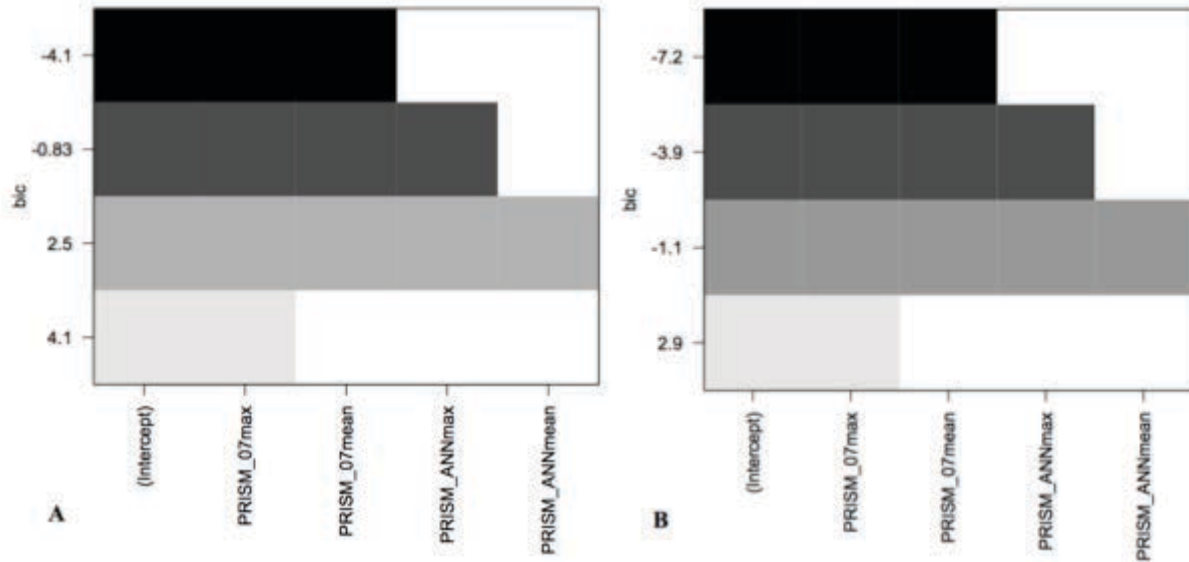 bic
-4.1
-0.83
2.5
4.1
(Intercept)
PRISM_07max
PRISM_07mean
PRISM_ANNmax
PRISM_ANNmean
A
bic
-7.2
-3.9
-1.1
2.9
(Intercept)
PRISM_07max
PRISM_07mean
PRISM_ANNmax
PRISM_ANNmean
B